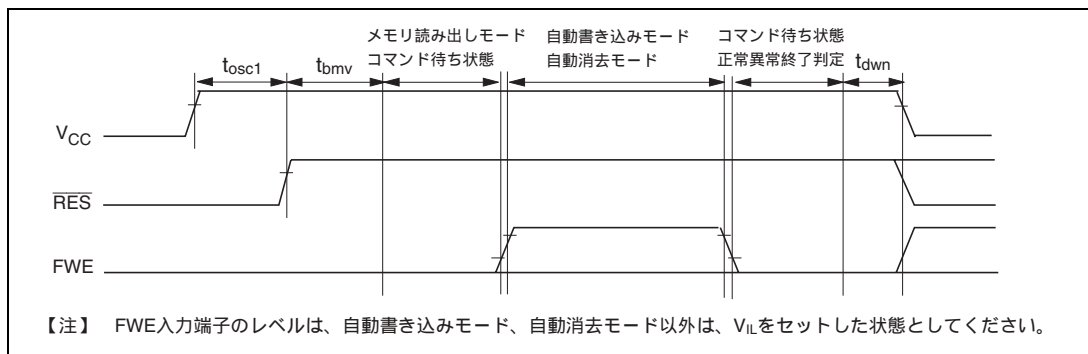 メモリ読み出しモード
コマンド待ち状態
自動書き込みモード
自動消去モード
コマンド待ち状態
正常異常終了判定
tosc1
tbmv
tdwn
VCC
RES
FWE
【注】 FWE入力端子のレベルは、自動書き込みモード、自動消去モード以外は、VILをセットした状態としてください。